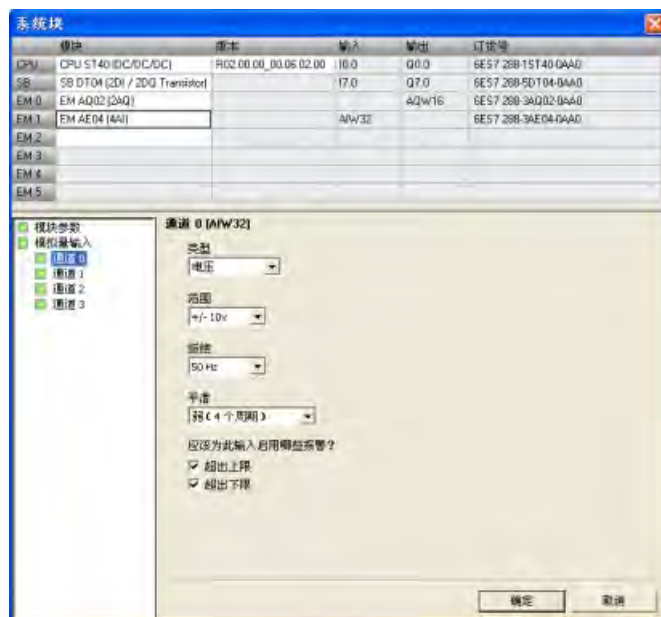 系统块
模块 版本 输入 输出 订货号
CPU CPU ST40 (DC/DC/DC) R02.00.00_00.06.02.00 I0.0 Q0.0 6ES7 288-1ST40-0AA0
SB SB DT04 (2DI / 2DQ Transistor) I7.0 Q7.0 6ES7 288-5DT04-0AA0
EM 0 EM AQ02 (2AQ) AQW16 6ES7 288-3AQ02-0AA0
EM 1 EM AE04 (4AI) AIW32 6ES7 288-3AE04-0AA0
EM 2
EM 3
EM 4
EM 5
模块参数
模拟量输入
通道 0
通道 1
通道 2
通道 3
通道 0 (AIW32)
类型
电压
范围
+/- 10v
50 Hz
平滑
弱 ( 4 个周期 )
应该为此输入启用哪些报警?
超出上限
超出下限
确定 取消